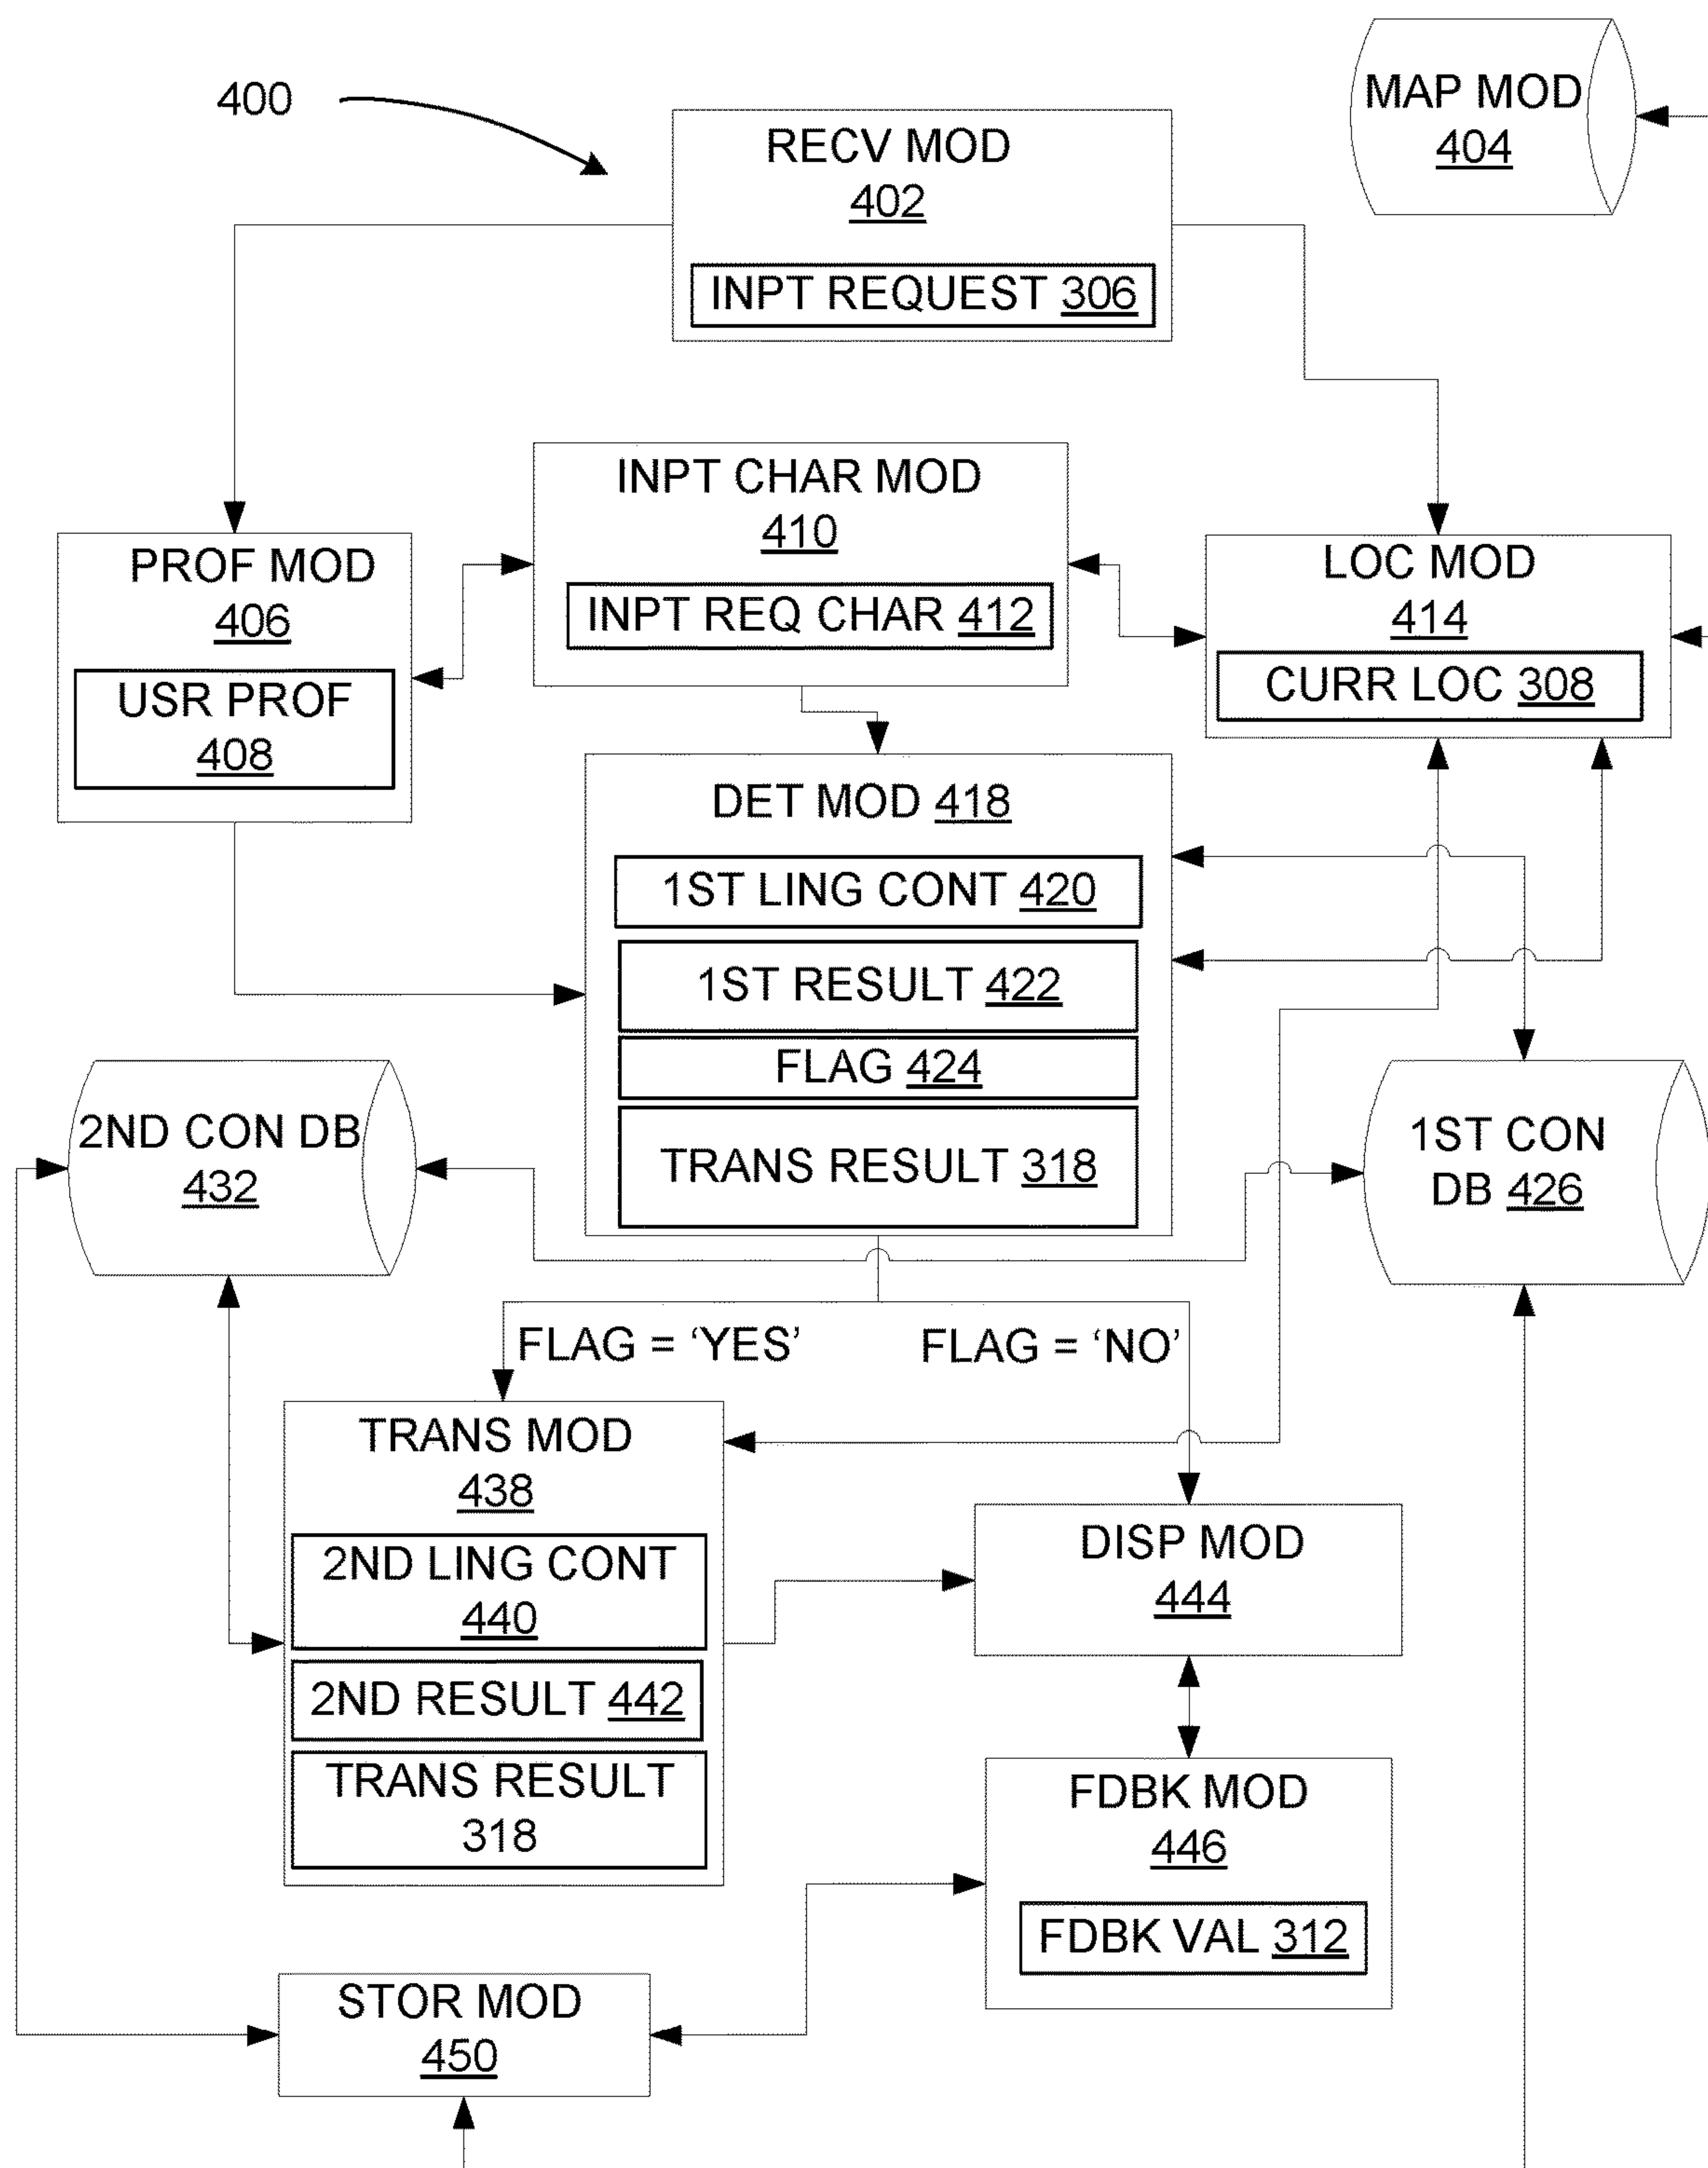 400
MAP MOD
404
RECV MOD
402
INPT REQUEST 306
INPT CHAR MOD
410
INPT REQ CHAR 412
PROF MOD
406
USR PROF
408
LOC MOD
414
CURR LOC 308
DET MOD 418
1ST LING CONT 420
1ST RESULT 422
FLAG 424
TRANS RESULT 318
2ND CON DB
432
1ST CON
DB 426
FLAG = ‘YES’
FLAG = ‘NO’
TRANS MOD
438
2ND LING CONT
440
2ND RESULT 442
TRANS RESULT
318
DISP MOD
444
FDBK MOD
446
FDBK VAL 312
STOR MOD
450